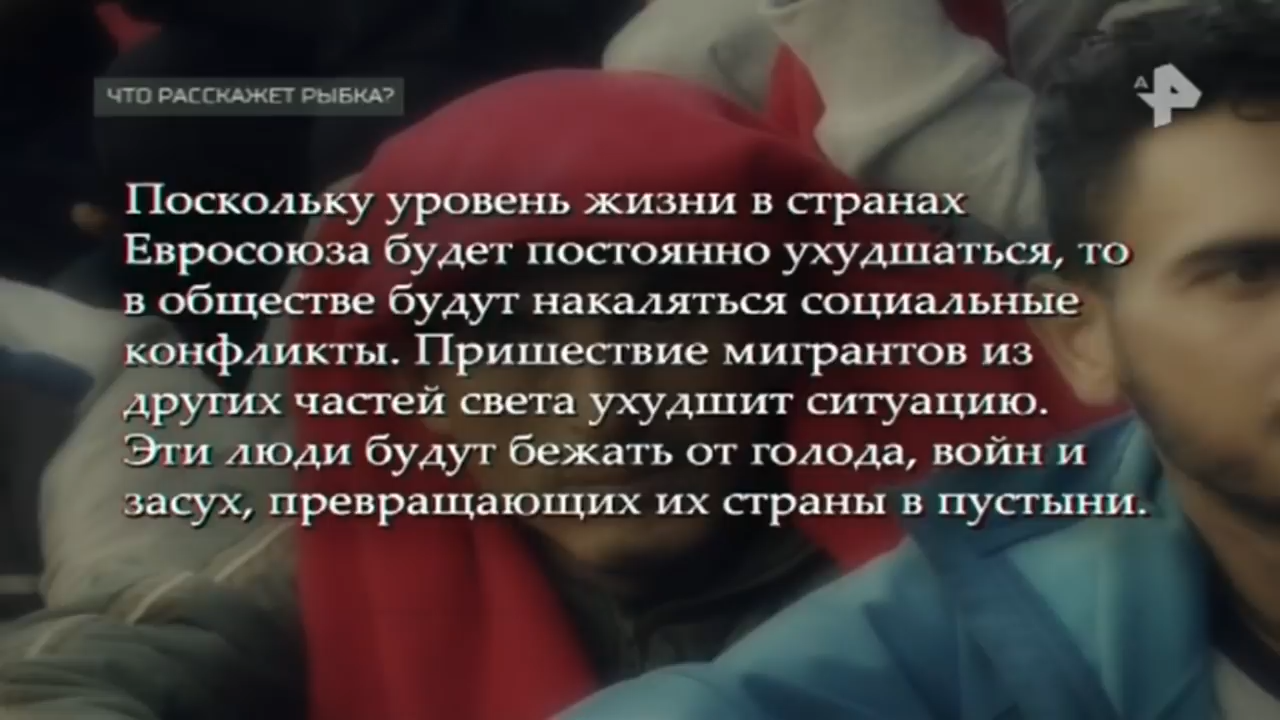 ЧТО РАССКАЖЕТ РЫБКА?
Поскольку уровень жизни в странах
Евросоюза будет постоянно ухудшаться, то
в обществе будут накаляться социальные
конфликты. Пришествие мигрантов из
других частей света ухудшит ситуацию.
Эти люди будут бежать от голода, войн и
засух, превращающих их страны в пустыни.